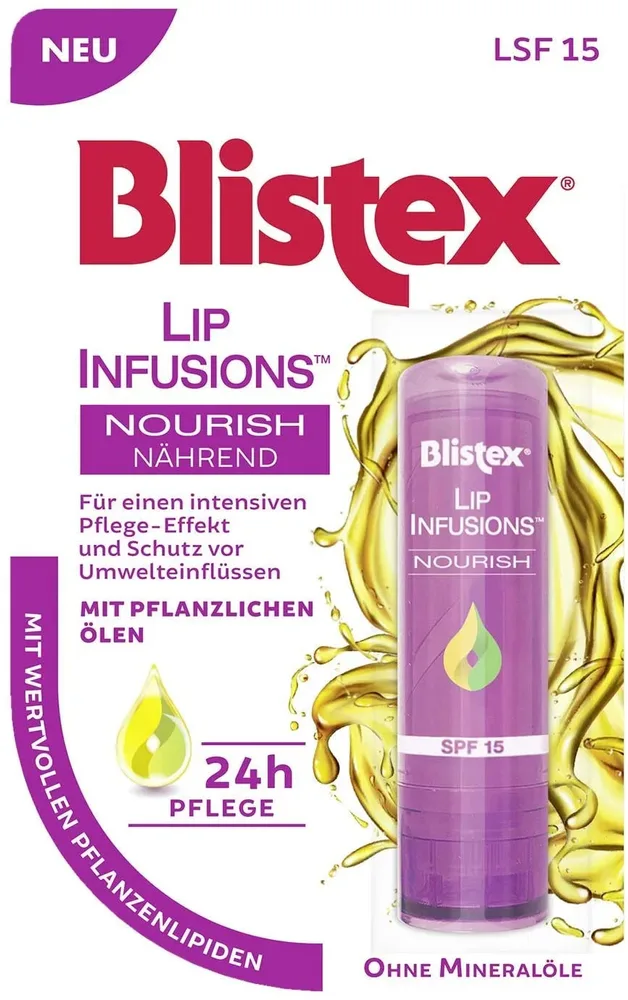 NEU
LSF 15
Blistex®
LIP
INFUSIONS™
NOURISH
NÄHREND
Für einen intensiven
Pflege-Effekt
und Schutz vor
Umwelteinflüssen
MIT PFLANZLICHEN
ÖLEN
24h
PFLEGE
MIT WERTVOLLEN PFLANZENLIPIDEN
Blistex®
LIP
INFUSIONS™
NOURISH
SPF 15
OHNE MINERALÖLE